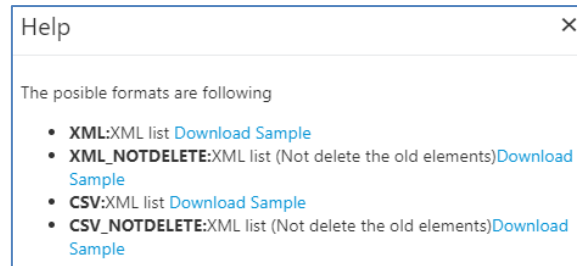 Help
The posible formats are following
• XML:XML list Download Sample
• XML_NOTDELETE:XML list (Not delete the old elements)Download
Sample
• CSV:XML list Download Sample
• CSV_NOTDELETE:XML list (Not delete the old elements)Download
Sample